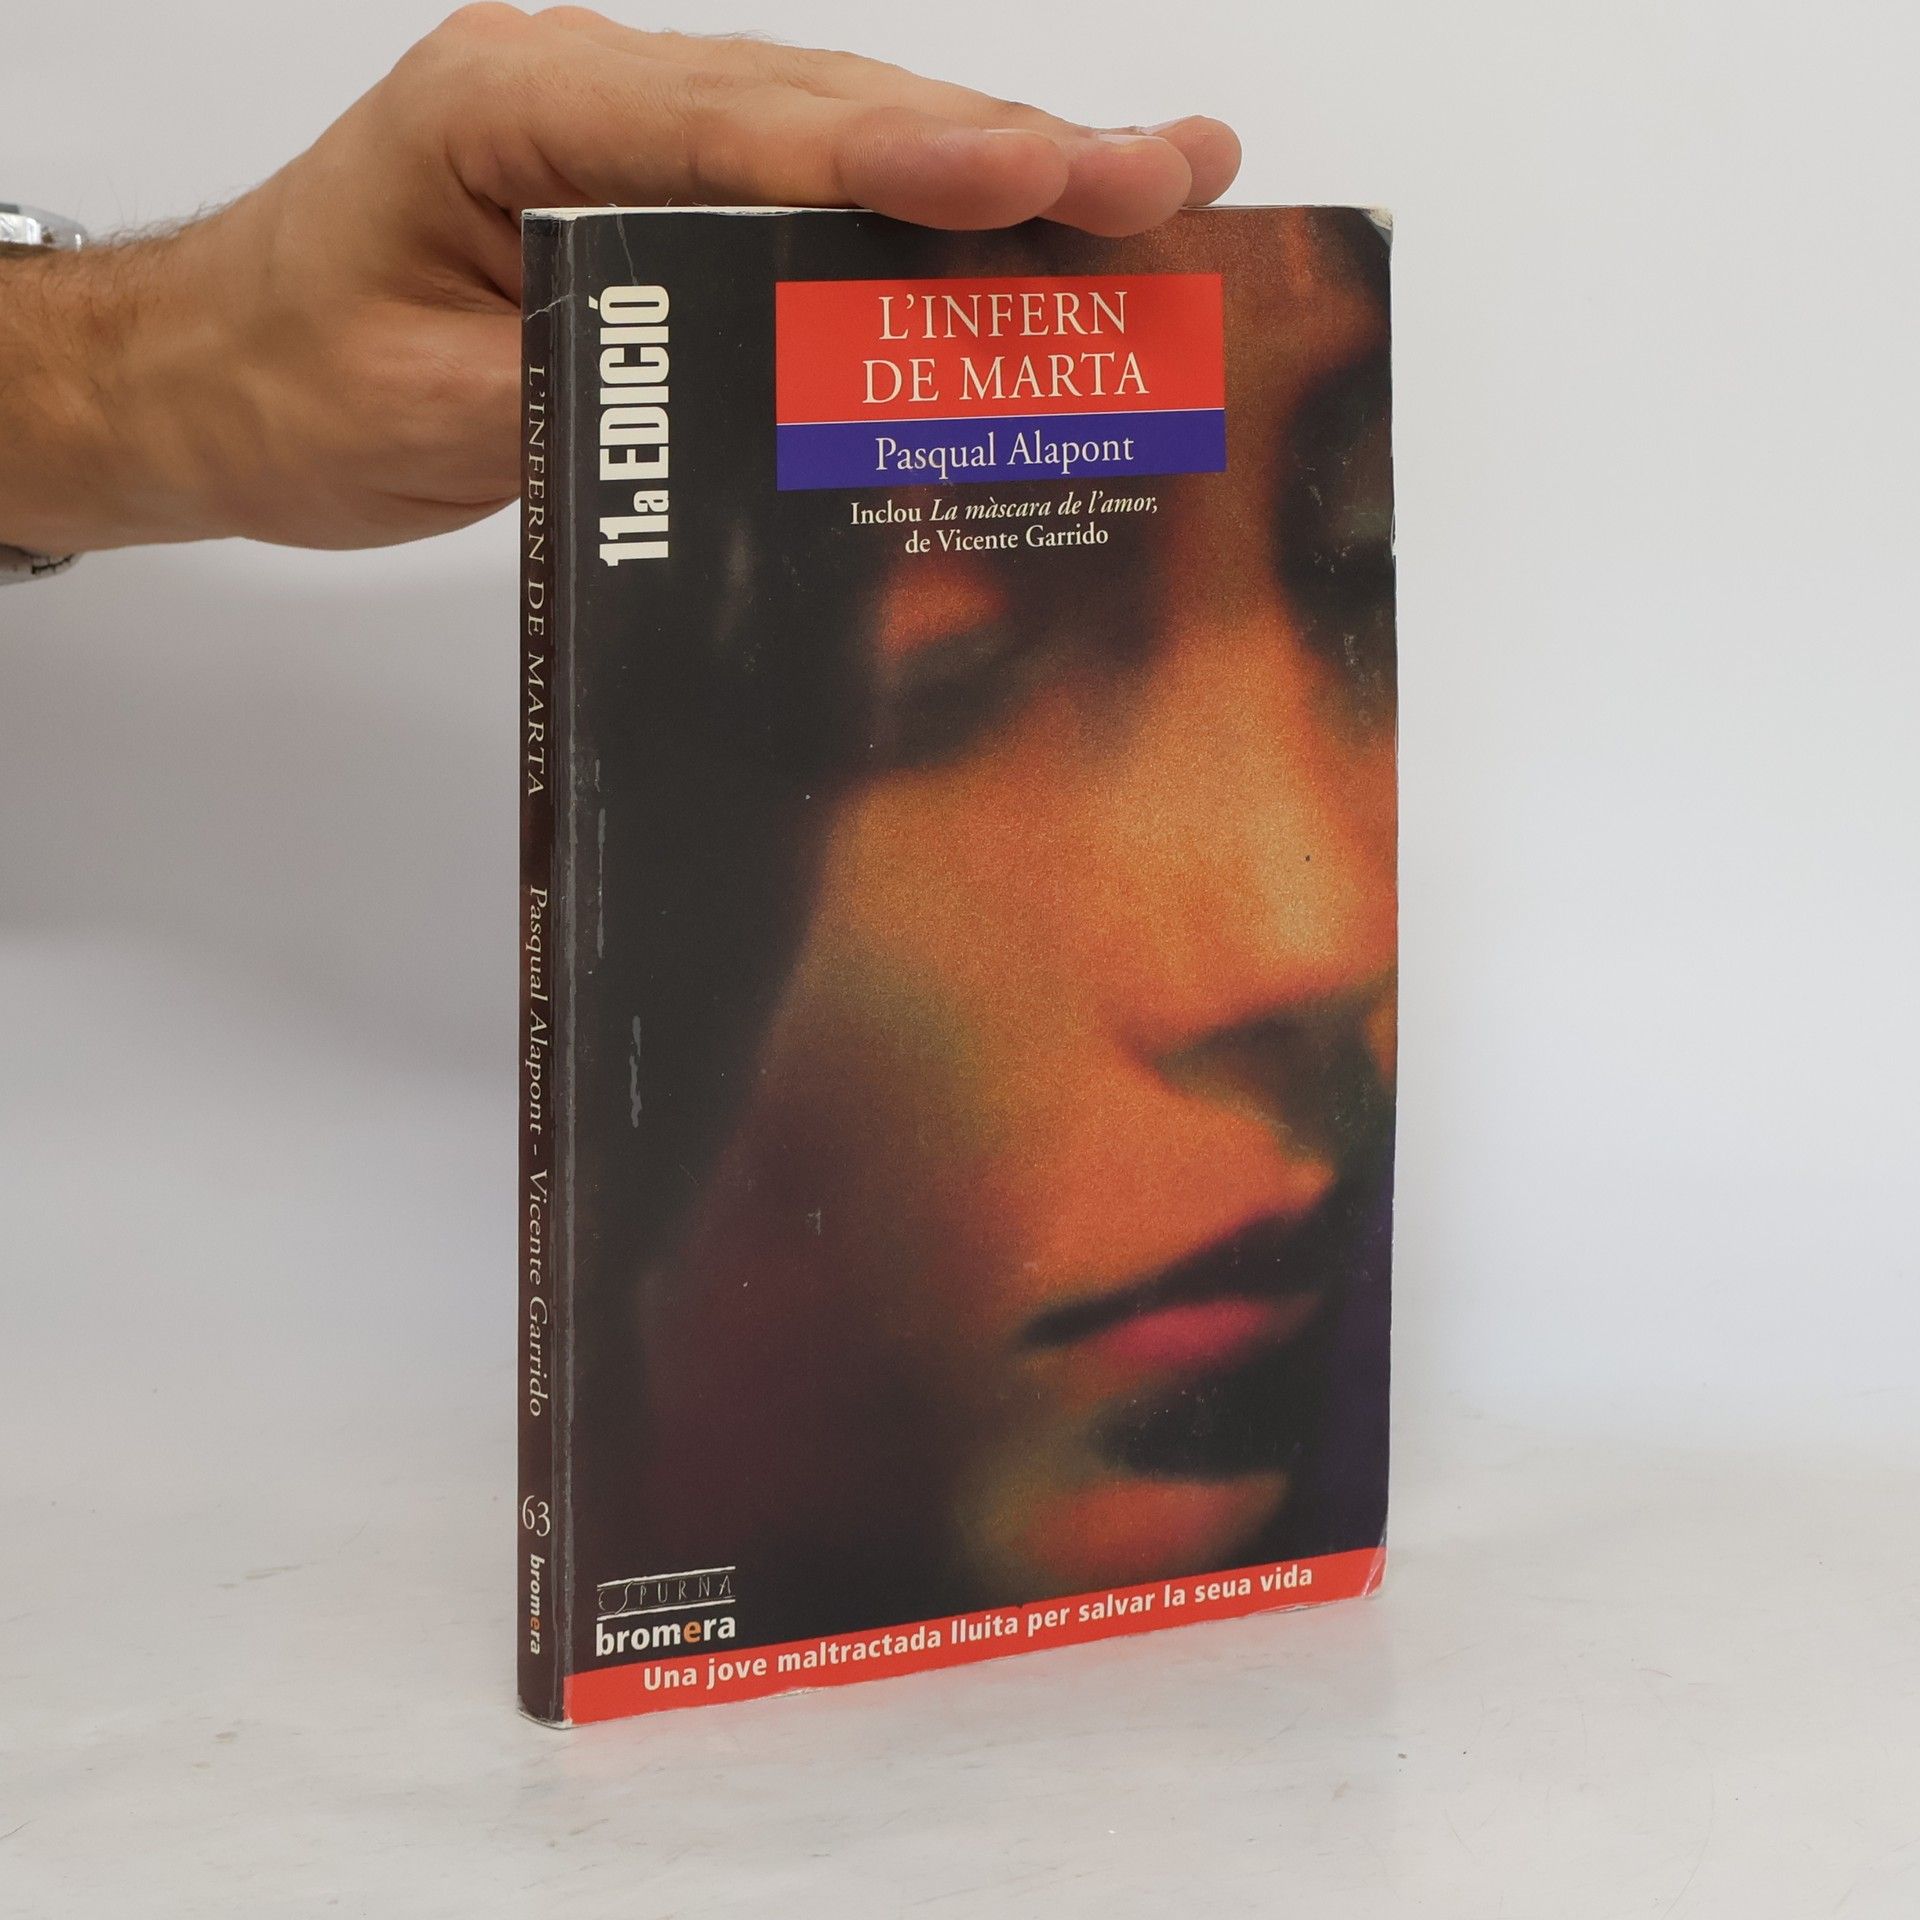 L'INFERN
DE MARTA
Pasqual Alapont
Inclou La màscara de l'amor,
de Vicente Garrido
11a EDICIÓ
L'INFERN DE MARTA Pasqual Alapont - Vicente Garrido 63 bromera
ESPURNA
bromera
Una jove maltractada lluita per salvar la seua vida